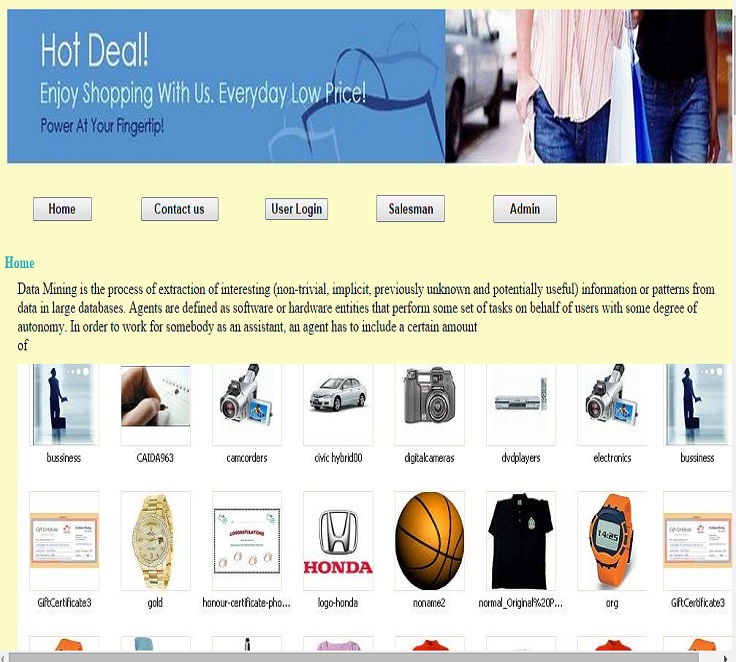 Hot Deal!
Enjoy Shopping With Us. Everyday Low Price!
Power At Your Fingertip!
Home Contact us User Login Salesman Admin
Home
Data Mining is the process of extraction of interesting (non-trivial, implicit, previously unknown and potentially useful) information or patterns from
data in large databases. Agents are defined as software or hardware entities that perform some set of tasks on behalf of users with some degree of
autonomy. In order to work for somebody as an assistant, an agent has to include a certain amount
of
bussiness CAIDA963 camcorders civic hybrid00 digitalcameras dvdplayers electronics bussiness
Gift Certificate CONGRATULATIONS HONDA 14:25 Gift Certificate
GiftCertificate3 gold honour-certificate-pho... logo-honda noname2 normal_Original%20P... org GiftCertificate3